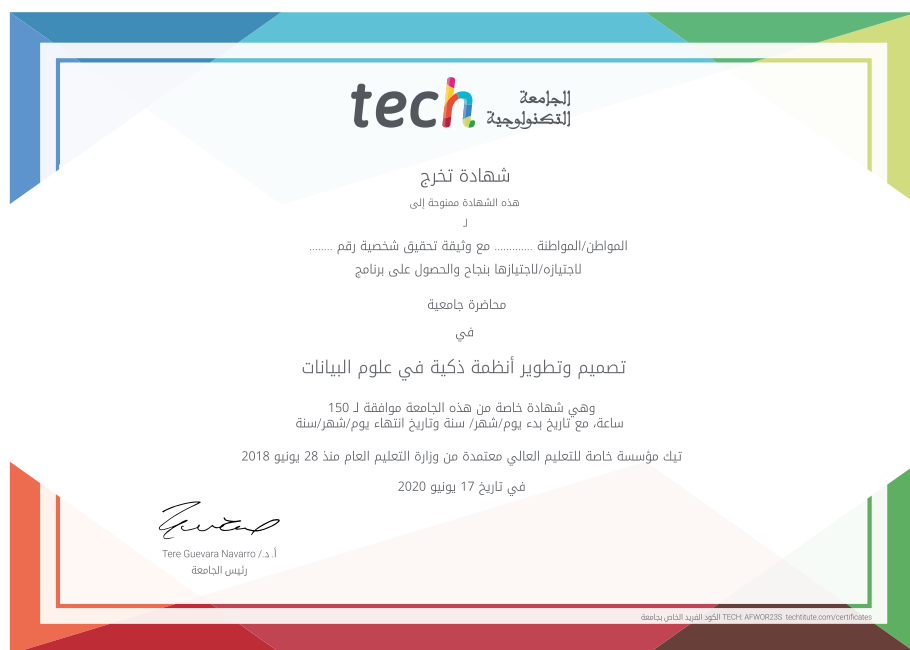 tech الجامعة
التكنولوجية
شهادة تخرج
هذه الشهادة ممنوحة إلى
لـ
المواطن/المواطنة ............. مع وثيقة تحقيق شخصية رقم ........
لاجتيازه/لاجتيازها بنجاح والحصول على برنامج
محاضرة جامعية
في
تصميم وتطوير أنظمة ذكية في علوم البيانات
وهي شهادة خاصة من هذه الجامعة موافقة لـ 150
ساعة، مع تاريخ بدء يوم/شهر/ سنة وتاريخ انتهاء يوم/شهر/سنة
تيك مؤسسة خاصة للتعليم العالي معتمدة من وزارة التعليم العام منذ 28 يونيو 2018
في تاريخ 17 يونيو 2020
أ. د./ Tere Guevara Navarro
رئيس الجامعة
الكود الفريد الخاص بجامعة TECH: AFWOR23S techtitute.com/certificates